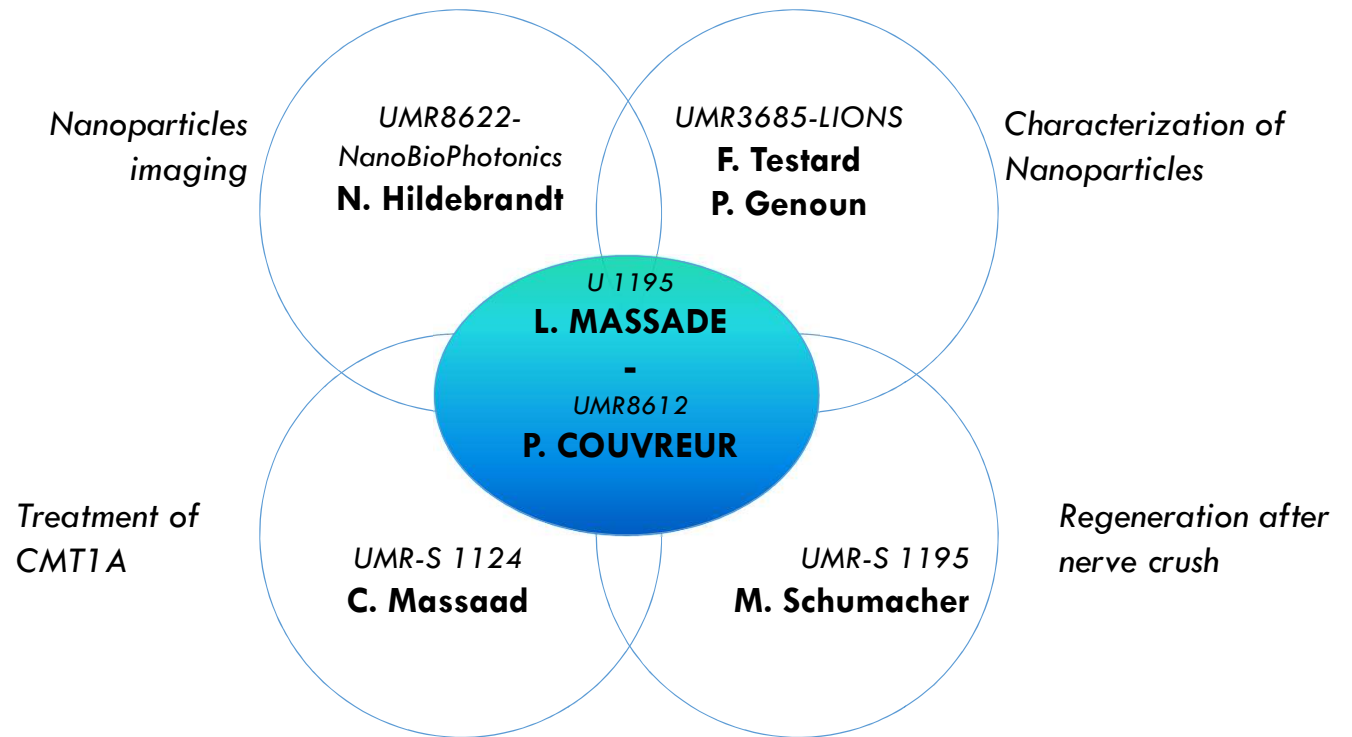 Nanoparticles
imaging
UMR8622-
NanoBioPhotonics
N. Hildebrandt
UMR3685-LIONS
F. Testard
P. Genoun
Characterization of
Nanoparticles
U 1195
L. MASSADE
-
UMR8612
P. COUVREUR
Treatment of
CMT1A
UMR-S 1124
C. Massaad
UMR-S 1195
M. Schumacher
Regeneration after
nerve crush